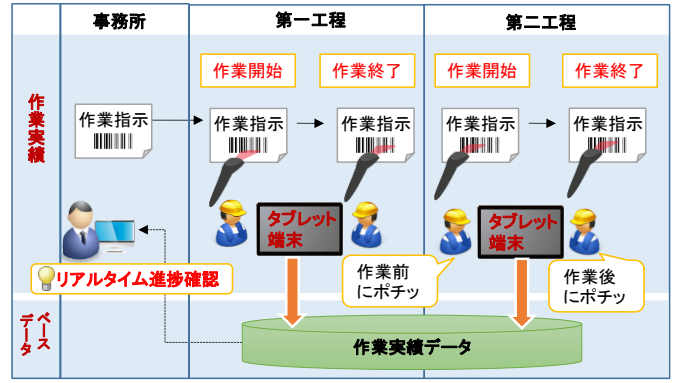 事務所
第一工程
第二工程
作業実績
作業開始
作業終了
作業開始
作業終了
作業指示
作業指示
作業指示
作業指示
作業指示
タブレット
端末
タブレット
端末
リアルタイム進捗確認
作業前
にポチッ
作業後
にポチッ
データ
ベース
作業実績データ